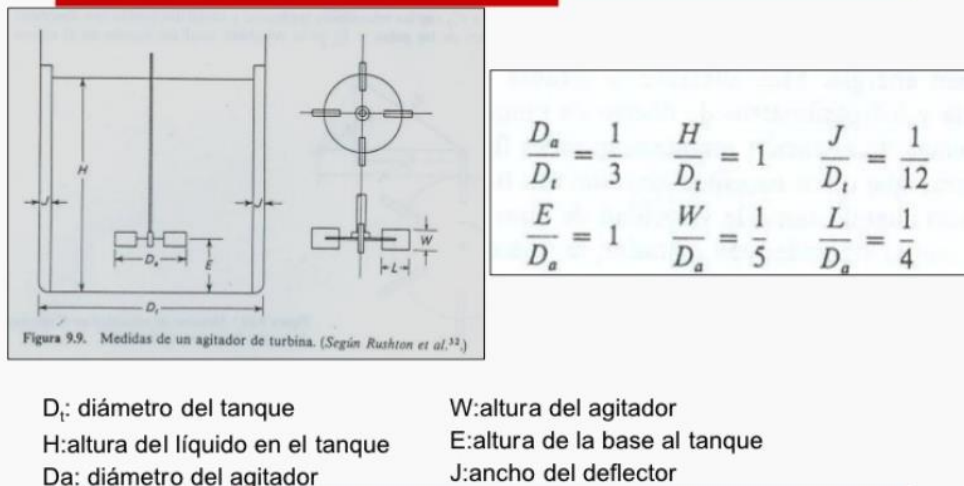 H
J
J
Dₐ
E
Dₜ
W
L
Figura 9.9. Medidas de un agitador de turbina. (Según Rushton et al.³².)
Dₐ/Dₜ = 1/3 H/Dₜ = 1 J/Dₜ = 1/12
E/Dₐ = 1 W/Dₐ = 1/5 L/Dₐ = 1/4
Dₜ: diámetro del tanque
H:altura del líquido en el tanque
Da: diámetro del agitador
W:altura del agitador
E:altura de la base al tanque
J:ancho del deflector